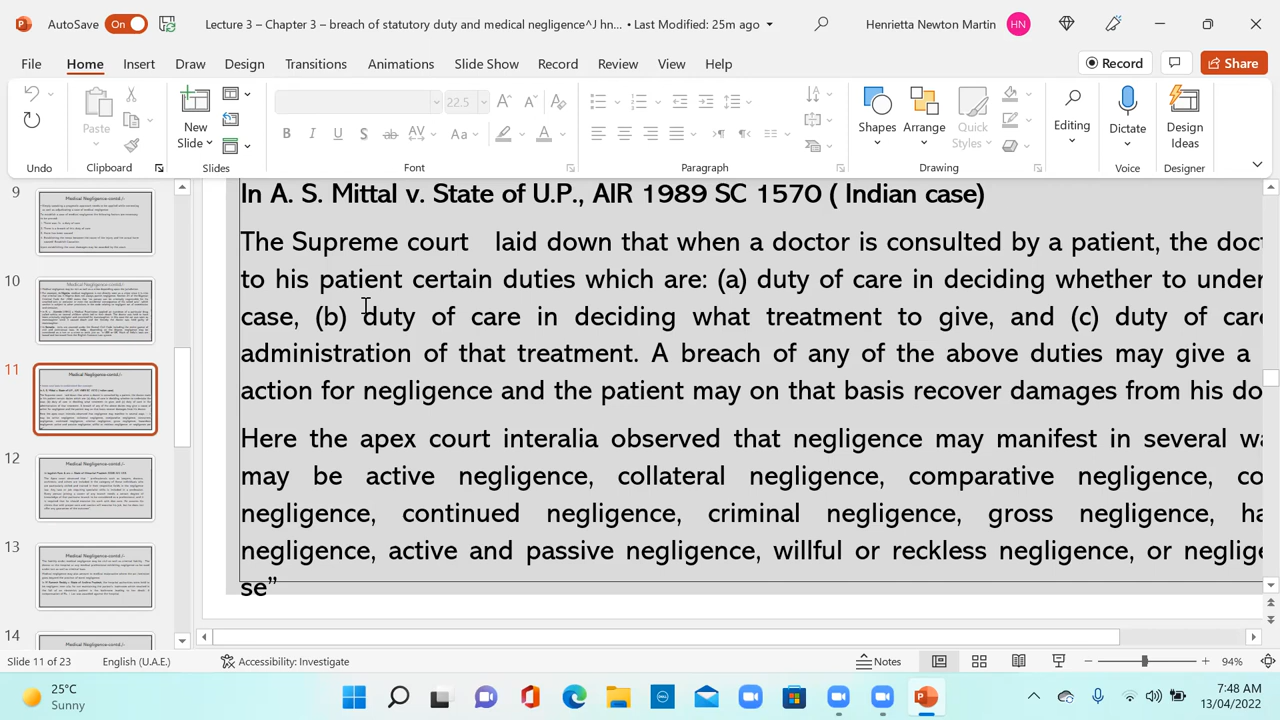 AutoSave On Lecture 3 – Chapter 3 – breach of statutory duty and medical negligence^J hn... • Last Modified: 25m ago Henrietta Newton Martin HN
File Home Insert Draw Design Transitions Animations Slide Show Record Review View Help Record Share
22.5
Paste New Slide Shapes Arrange Quick Styles Editing Dictate Design Ideas
Undo Clipboard Slides Font Paragraph Drawing Voice Designer
9
10
11
12
13
14
In A. S. Mittal v. State of U.P., AIR 1989 SC 1570 ( Indian case)
The Supreme court laid down that when a doctor is consulted by a patient, the doct
to his patient certain duties which are: (a) duty of care in deciding whether to under
case, (b) duty of care in deciding what treatment to give, and (c) duty of care
administration of that treatment. A breach of any of the above duties may give a
action for negligence and the patient may on that basis recover damages from his do
Here the apex court interalia observed that negligence may manifest in several wa
may be active negligence, collateral negligence, comparative negligence, co
negligence, continued negligence, criminal negligence, gross negligence, ha
negligence, active and passive negligence, willful or reckless negligence, or neglig
se”
Slide 11 of 23 English (U.A.E.) Accessibility: Investigate Notes 94%
25°C
Sunny
7:48 AM
13/04/2022